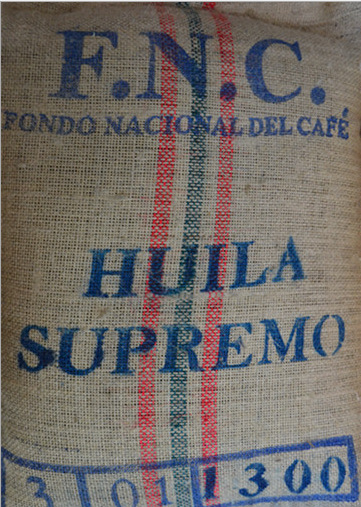 F.N.C.
FONDO NACIONAL DEL CAFÉ
HUILA
SUPREMO
3 01 1300